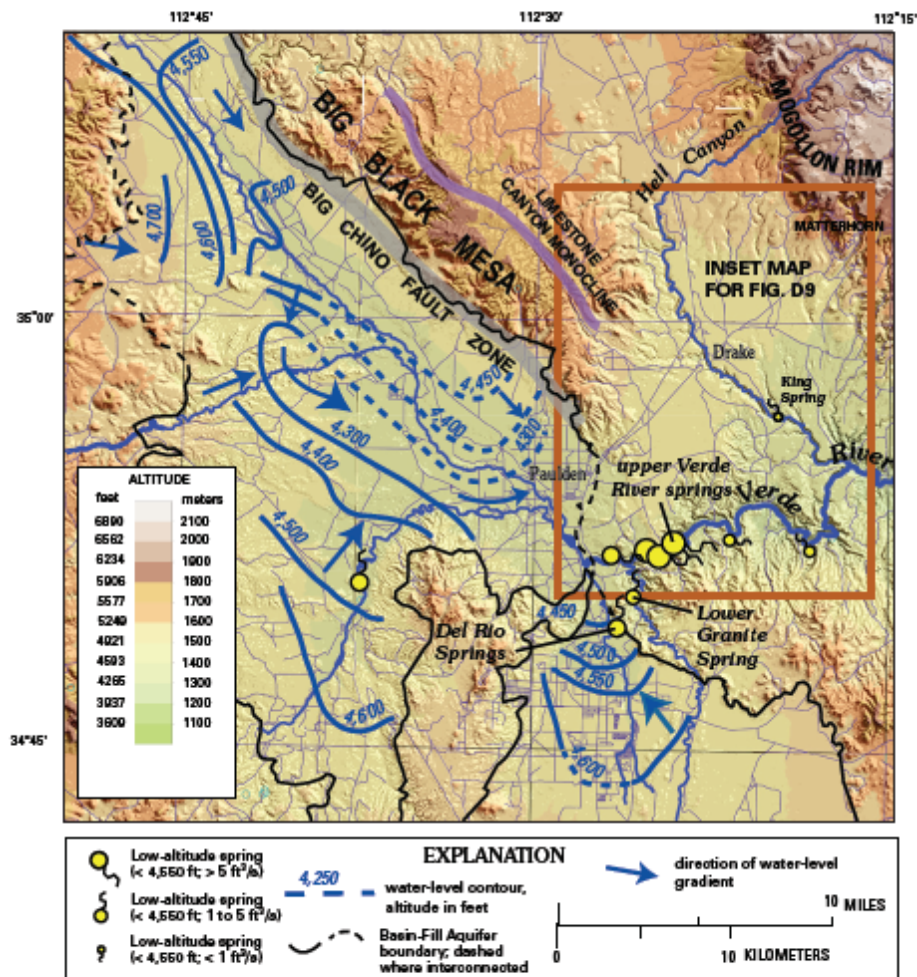 112°45'
112°30'
112°15'
4,550
BIG
BLACK
MESA
MOGOLLON RIM
Hell Canyon
LIMESTONE
CANYON MONOCLINE
4,500
4,700
4,600
BIG CHINO FAULT ZONE
MATTERHORN
INSET MAP
FOR FIG. D9
35°00'
Drake
King
Spring
4,450
4,400
4,300
4,300
4,400
Paulden
River
Verde
upper Verde
River springs
4,500
ALTITUDE
feet meters
6890 2100
6562 2000
6234 1900
5906 1800
5577 1700
5249 1600
4921 1500
4593 1400
4265 1300
3937 1200
3609 1100
4,450
Del Rio
Springs
Lower
Granite
Spring
4,500
4,550
4,600
4,600
34°45'
EXPLANATION
Low-altitude spring
(< 4,550 ft; > 5 ft³/s)
Low-altitude spring
(< 4,550 ft; 1 to 5 ft³/s)
Low-altitude spring
(< 4,550 ft; < 1 ft³/s)
4,250
water-level contour,
altitude in feet
Basin-Fill Aquifer
boundary; dashed
where interconnected
direction of water-level
gradient
10 MILES
0 10 KILOMETERS